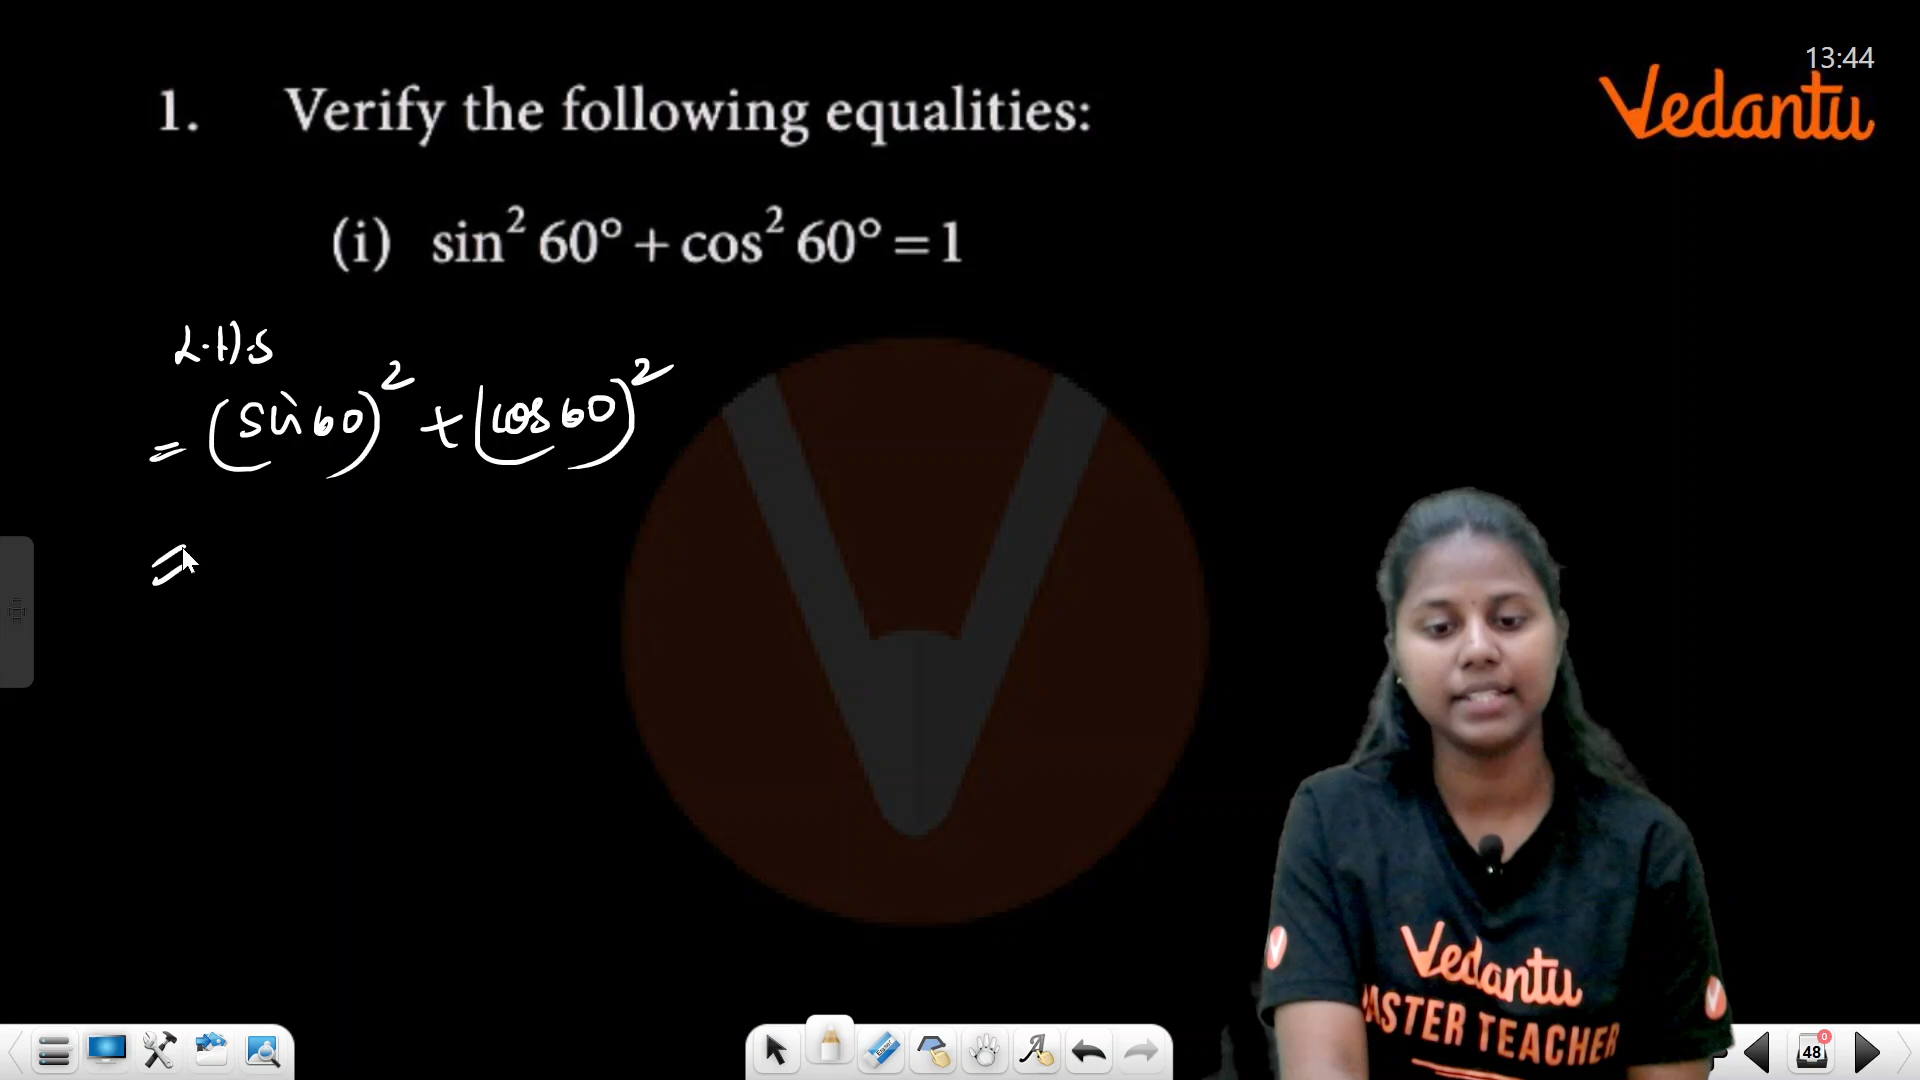 13:44
Vedantu
1. Verify the following equalities:
(i) sin² 60° + cos² 60° = 1
L.H.S
= (sin 60)² + (cos 60)²
=
Vedantu
MASTER TEACHER
48
0